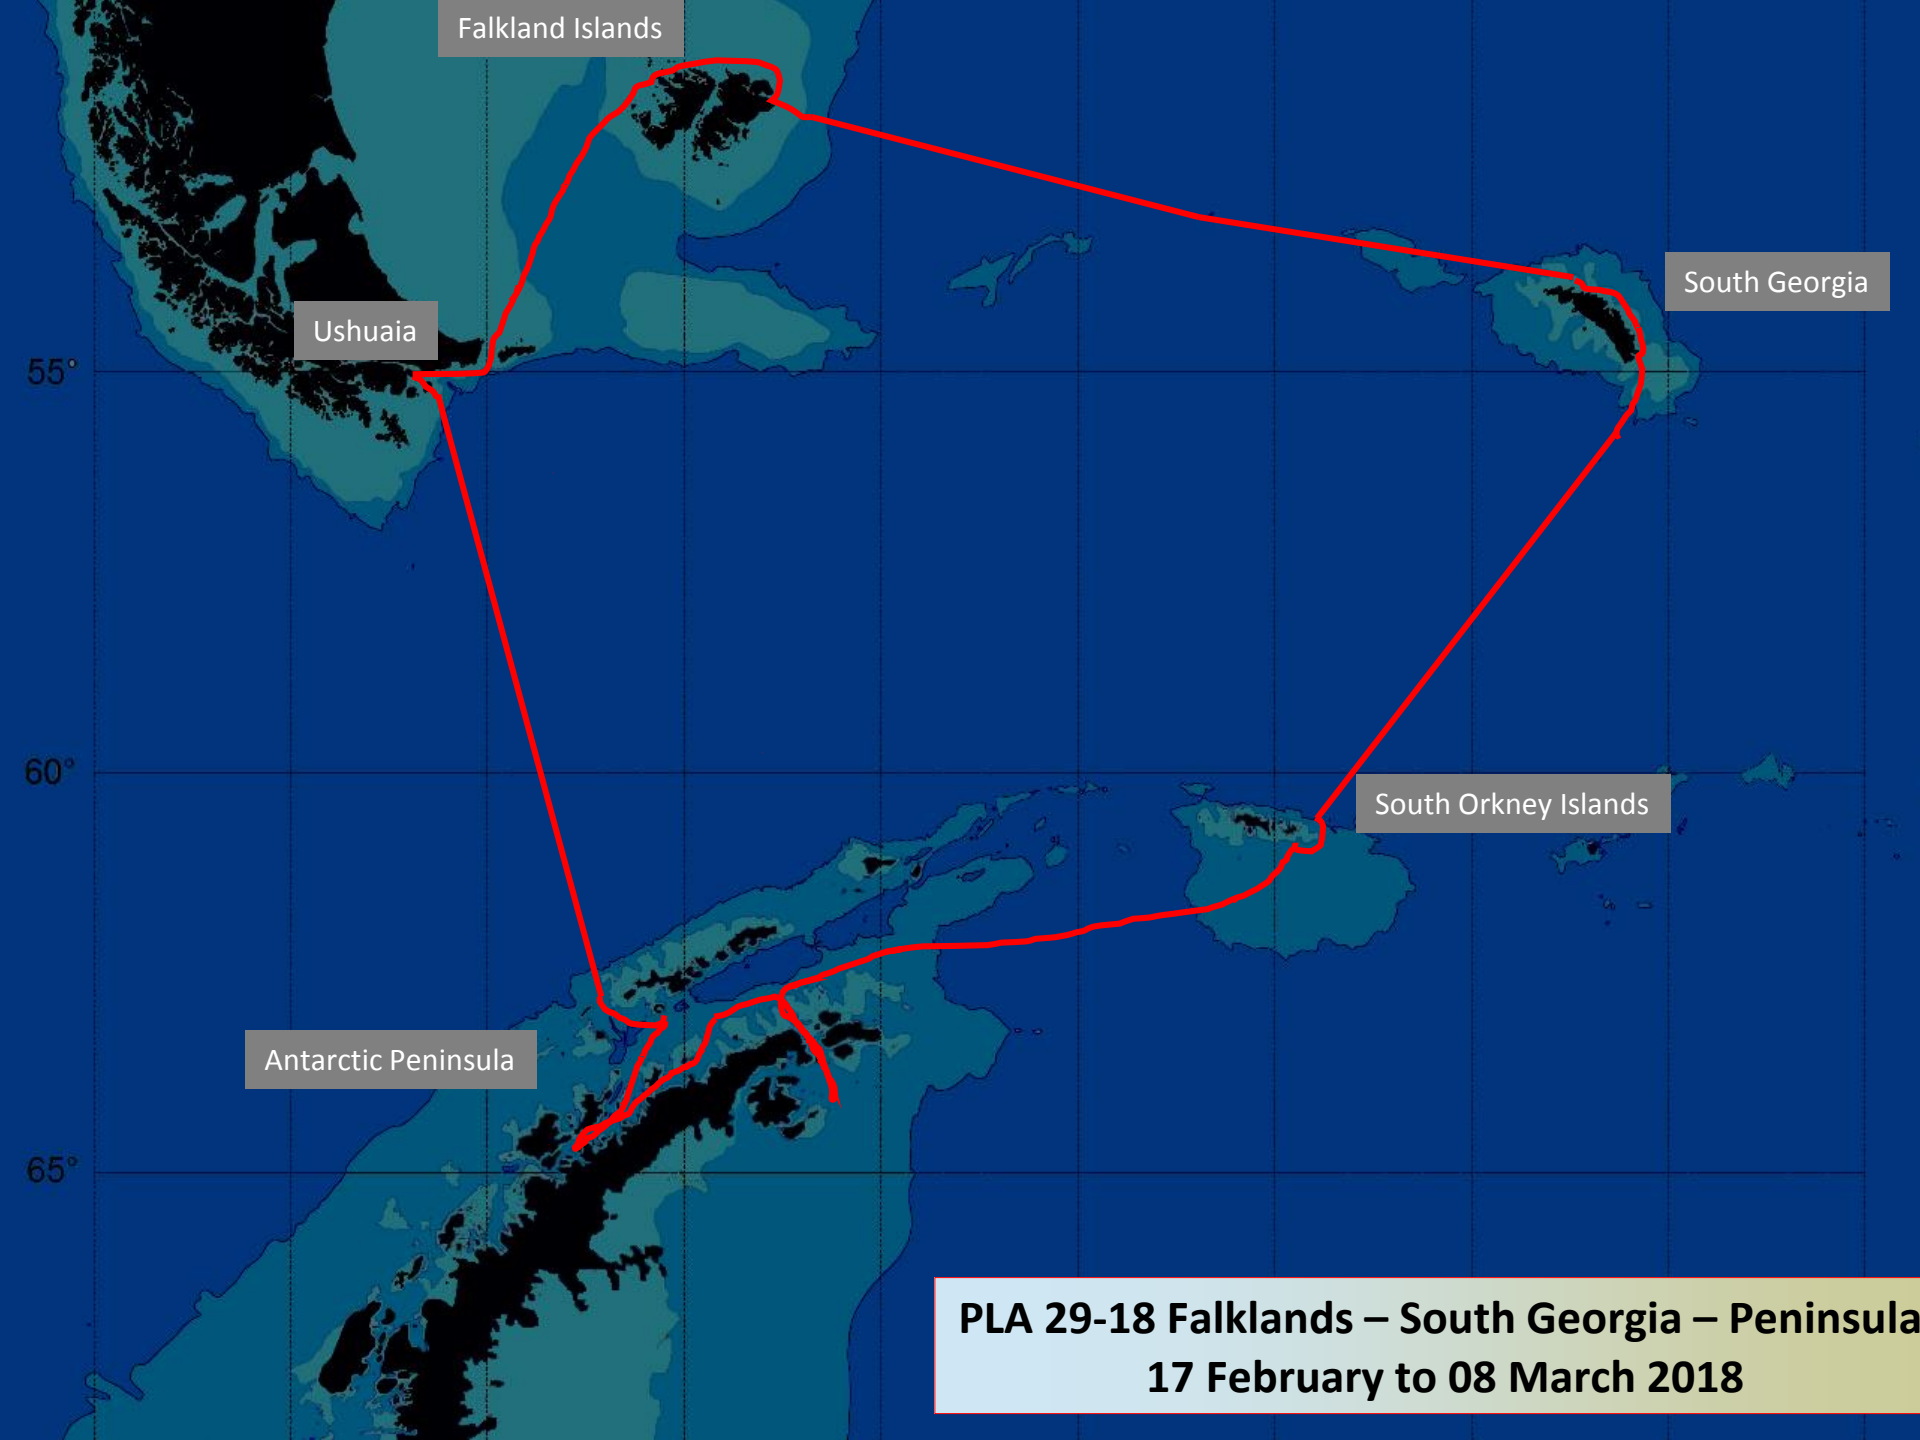 Falkland Islands
South Georgia
Ushuaia
55°
60°
South Orkney Islands
Antarctic Peninsula
65°
PLA 29-18 Falklands – South Georgia – Peninsula
17 February to 08 March 2018